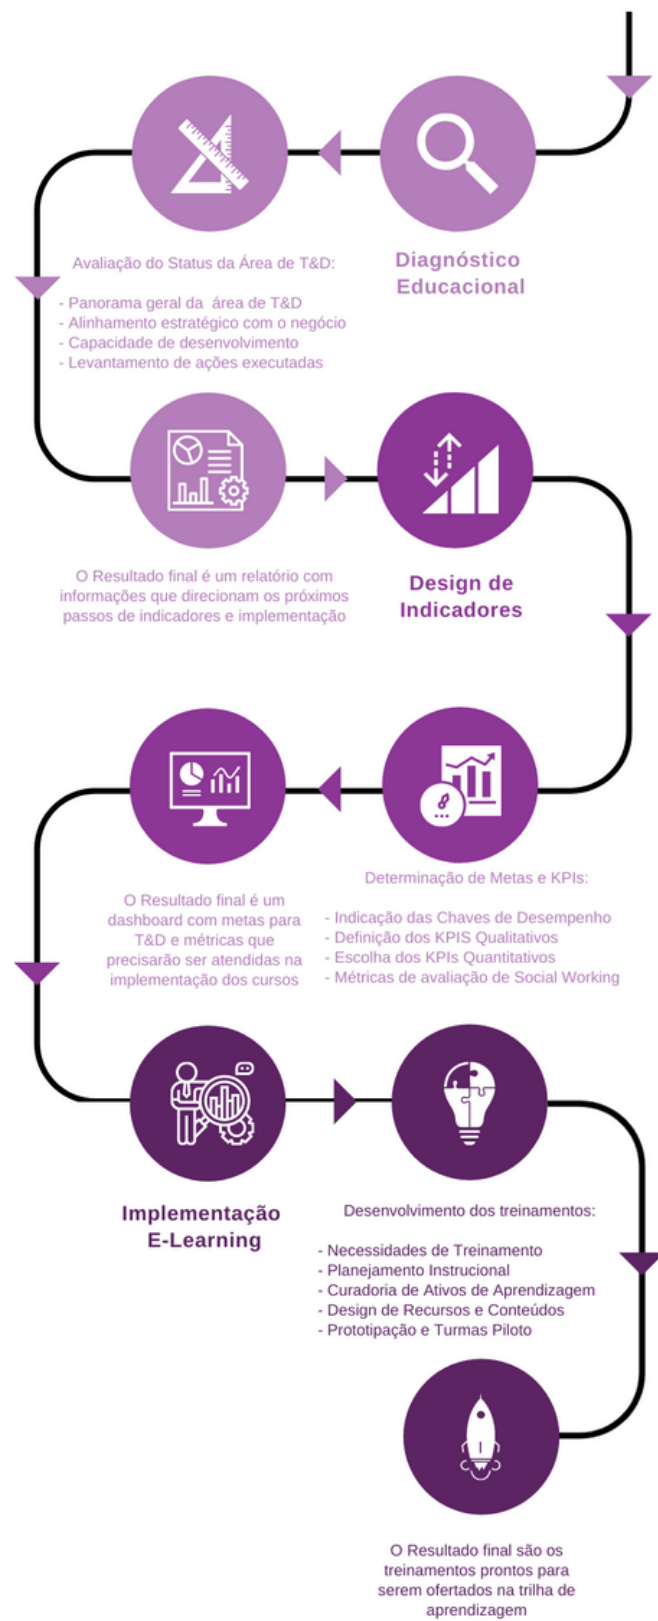 Diagnóstico
Educacional
Avaliação do Status da Área de T&D:
- Panorama geral da área de T&D
- Alinhamento estratégico com o negócio
- Capacidade de desenvolvimento
- Levantamento de ações executadas
O Resultado final é um relatório com
informações que direcionam os próximos
passos de indicadores e implementação
Design de
Indicadores
Determinação de Metas e KPIs:
- Indicação das Chaves de Desempenho
- Definição dos KPIS Qualitativos
- Escolha dos KPIs Quantitativos
- Métricas de avaliação de Social Working
O Resultado final é um
dashboard com metas para
T&D e métricas que
precisarão ser atendidas na
implementação dos cursos
Implementação
E-Learning
Desenvolvimento dos treinamentos:
- Necessidades de Treinamento
- Planejamento Instrucional
- Curadoria de Ativos de Aprendizagem
- Design de Recursos e Conteúdos
- Prototipação e Turmas Piloto
O Resultado final são os
treinamentos prontos para
serem ofertados na trilha de
aprendizagem